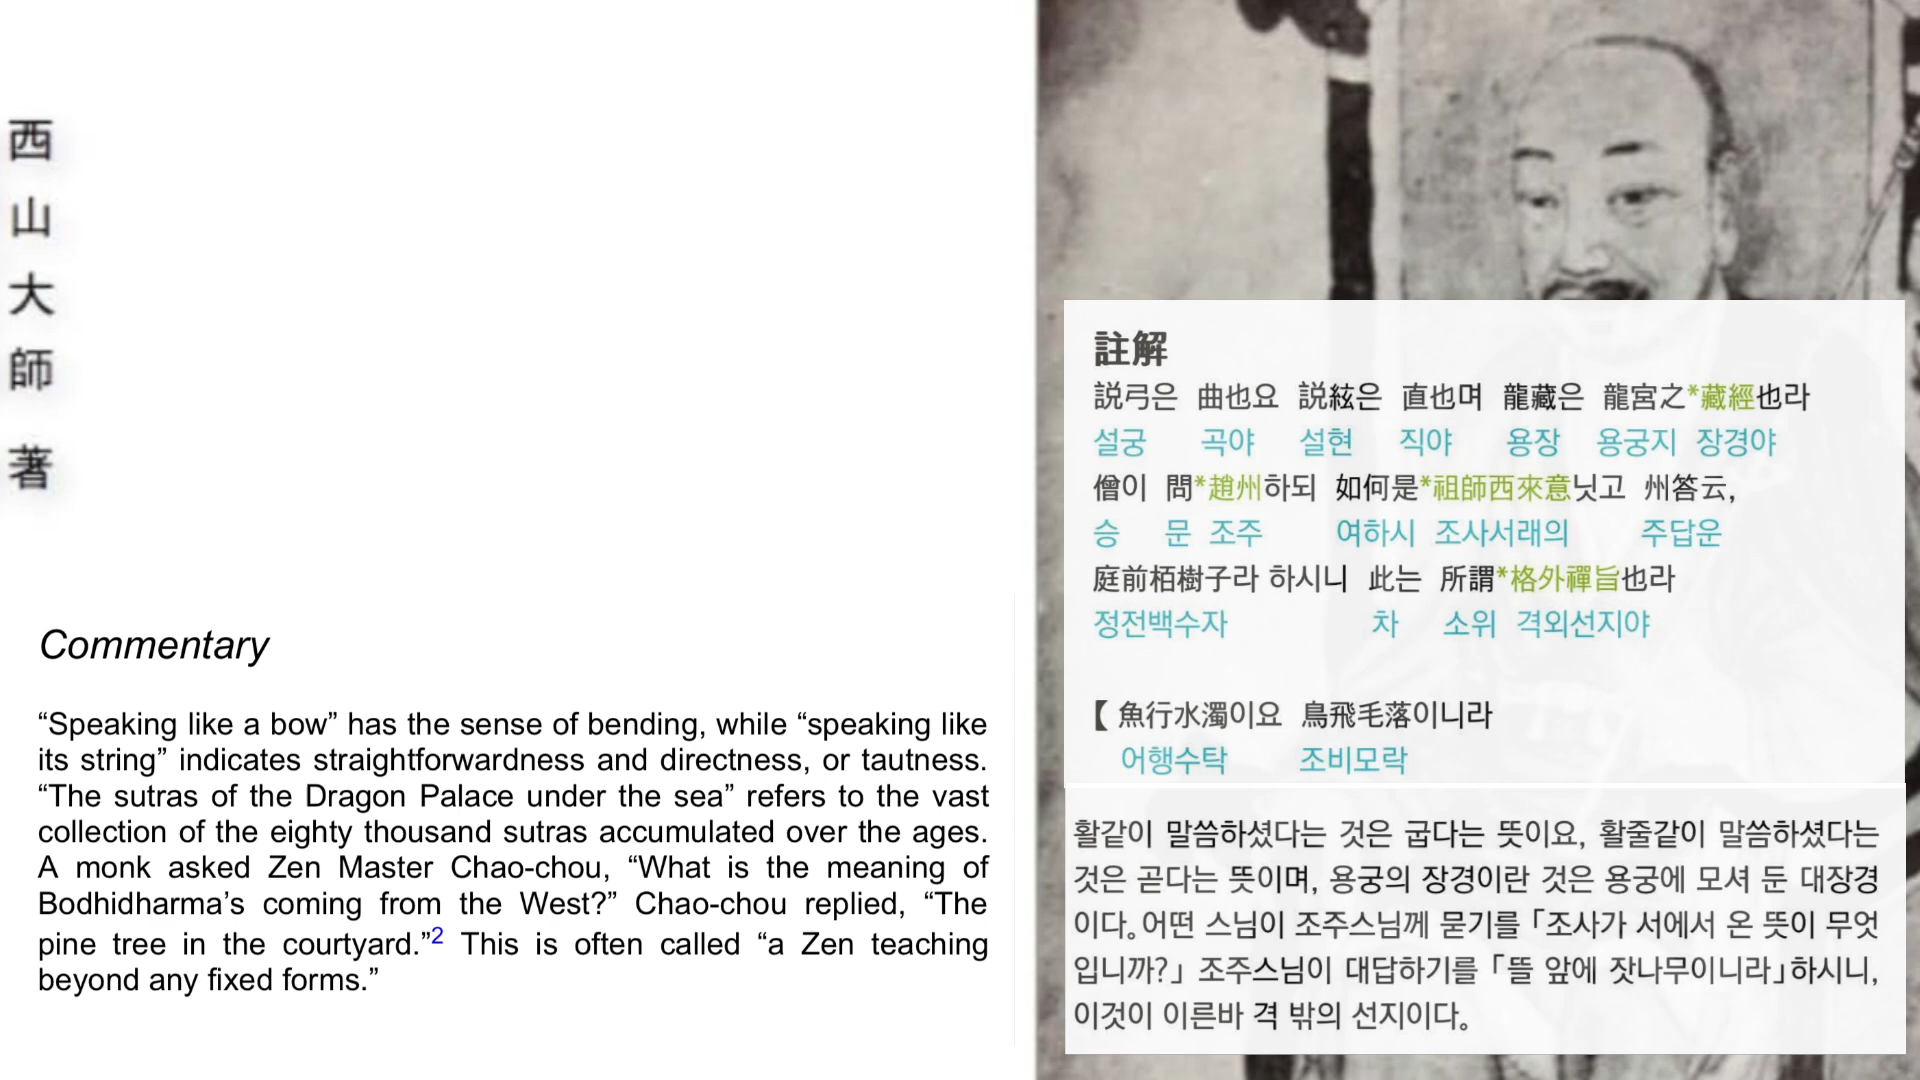 西山大師 著
Commentary
“Speaking like a bow” has the sense of bending, while “speaking like
its string” indicates straightforwardness and directness, or tautness.
“The sutras of the Dragon Palace under the sea” refers to the vast
collection of the eighty thousand sutras accumulated over the ages.
A monk asked Zen Master Chao-chou, “What is the meaning of
Bodhidharma’s coming from the West?” Chao-chou replied, “The
pine tree in the courtyard.”2 This is often called “a Zen teaching
beyond any fixed forms.”
註解
説弓은 曲也요 説絃은 直也며 龍藏은 龍宮之*藏經也라
설궁 곡야 설현 직야 용장 용궁지 장경야
僧이 問*趙州하되 如何是*祖師西來意닛고 州答云,
승 문 조주 여하시 조사서래의 주답운
庭前栢樹子라 하시니 此는 所謂*格外禪旨也라
정전백수자 차 소위 격외선지야
【 魚行水濁이요 鳥飛毛落이니라
어행수탁 조비모락
활같이 말씀하셨다는 것은 굽다는 뜻이요, 활줄같이 말씀하셨다는
것은 곧다는 뜻이며, 용궁의 장경이란 것은 용궁에 모셔 둔 대장경
이다。어떤 스님이 조주스님께 묻기를 「조사가 서에서 온 뜻이 무엇
입니까?」 조주스님이 대답하기를 「뜰 앞에 잣나무이니라」하시니,
이것이 이른바 격 밖의 선지이다。